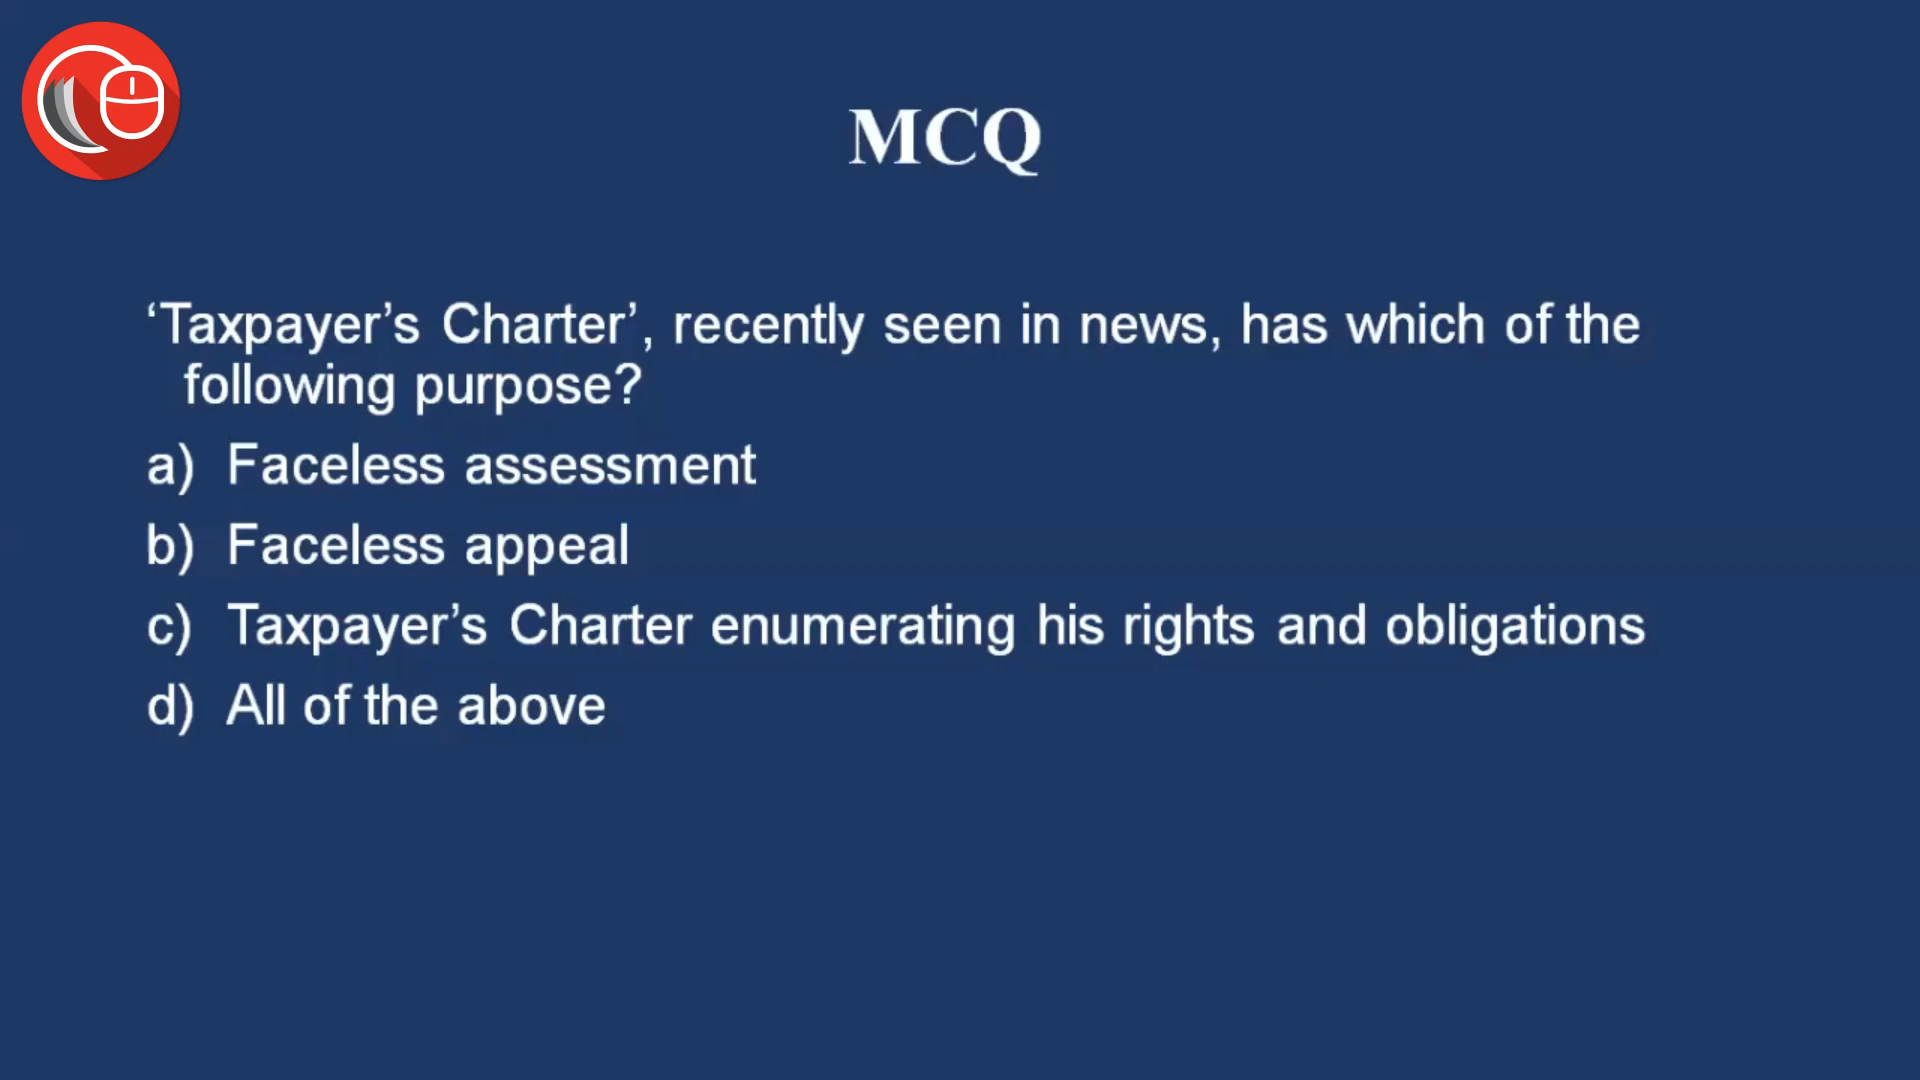 MCQ
‘Taxpayer’s Charter’, recently seen in news, has which of the
following purpose?
a) Faceless assessment
b) Faceless appeal
c) Taxpayer’s Charter enumerating his rights and obligations
d) All of the above